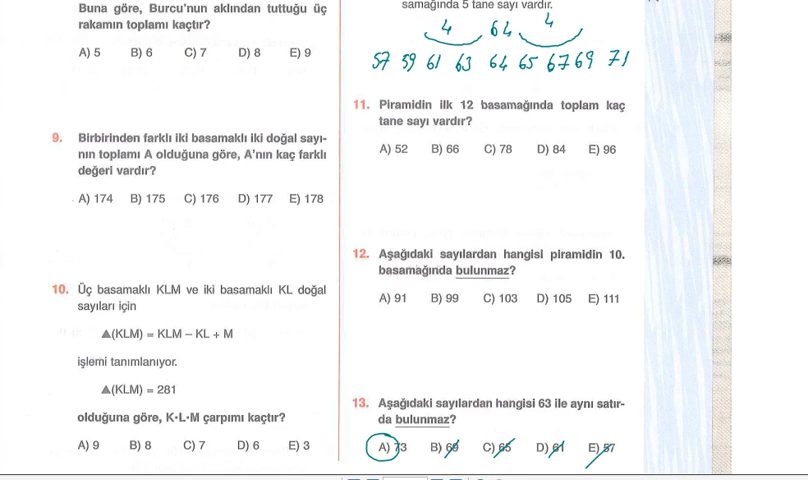 Buna göre, Burcu'nun aklından tuttuğu üç
rakamın toplamı kaçtır?
A) 5 B) 6 C) 7 D) 8 E) 9
9. Birbirinden farklı iki basamaklı iki doğal sayı-
nın toplamı A olduğuna göre, A'nın kaç farklı
değeri vardır?
A) 174 B) 175 C) 176 D) 177 E) 178
10. Üç basamaklı KLM ve iki basamaklı KL doğal
sayıları için
▲(KLM) = KLM – KL + M
işlemi tanımlanıyor.
▲(KLM) = 281
olduğuna göre, K·L·M çarpımı kaçtır?
A) 9 B) 8 C) 7 D) 6 E) 3
samağında 5 tane sayı vardır.
4 64 4
57 59 61 63 64 65 67 69 71
11. Piramidin ilk 12 basamağında toplam kaç
tane sayı vardır?
A) 52 B) 66 C) 78 D) 84 E) 96
12. Aşağıdaki sayılardan hangisi piramidin 10.
basamağında bulunmaz?
A) 91 B) 99 C) 103 D) 105 E) 111
13. Aşağıdaki sayılardan hangisi 63 ile aynı satır-
da bulunmaz?
A) 73 B) 69 C) 65 D) 61 E) 57